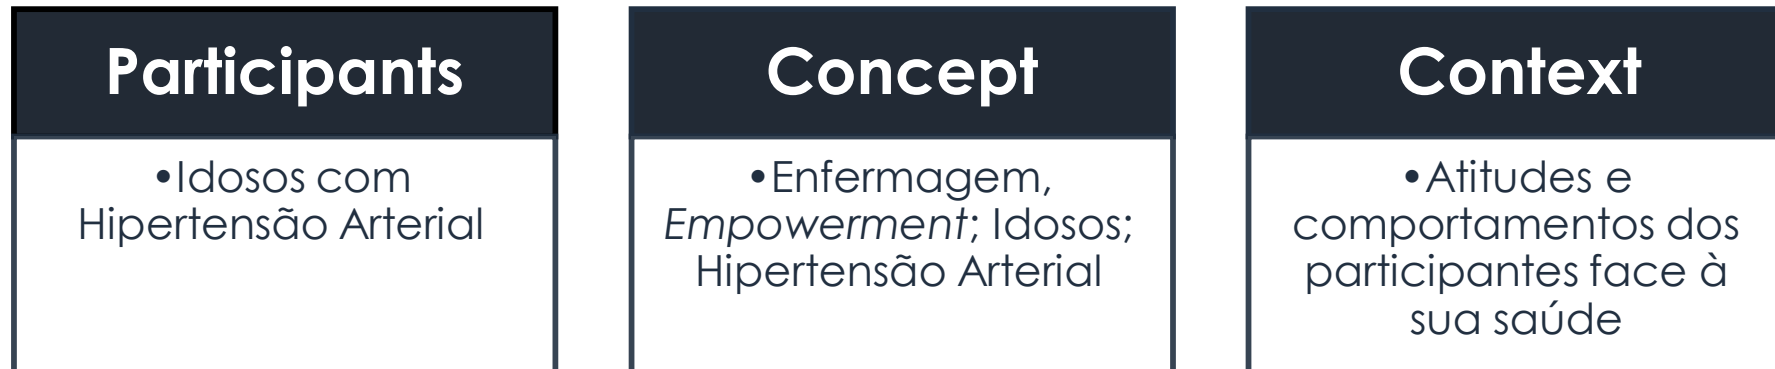 Participants
•Idosos com
Hipertensão Arterial
Concept
•Enfermagem,
Empowerment; Idosos;
Hipertensão Arterial
Context
•Atitudes e
comportamentos dos
participantes face à
sua saúde